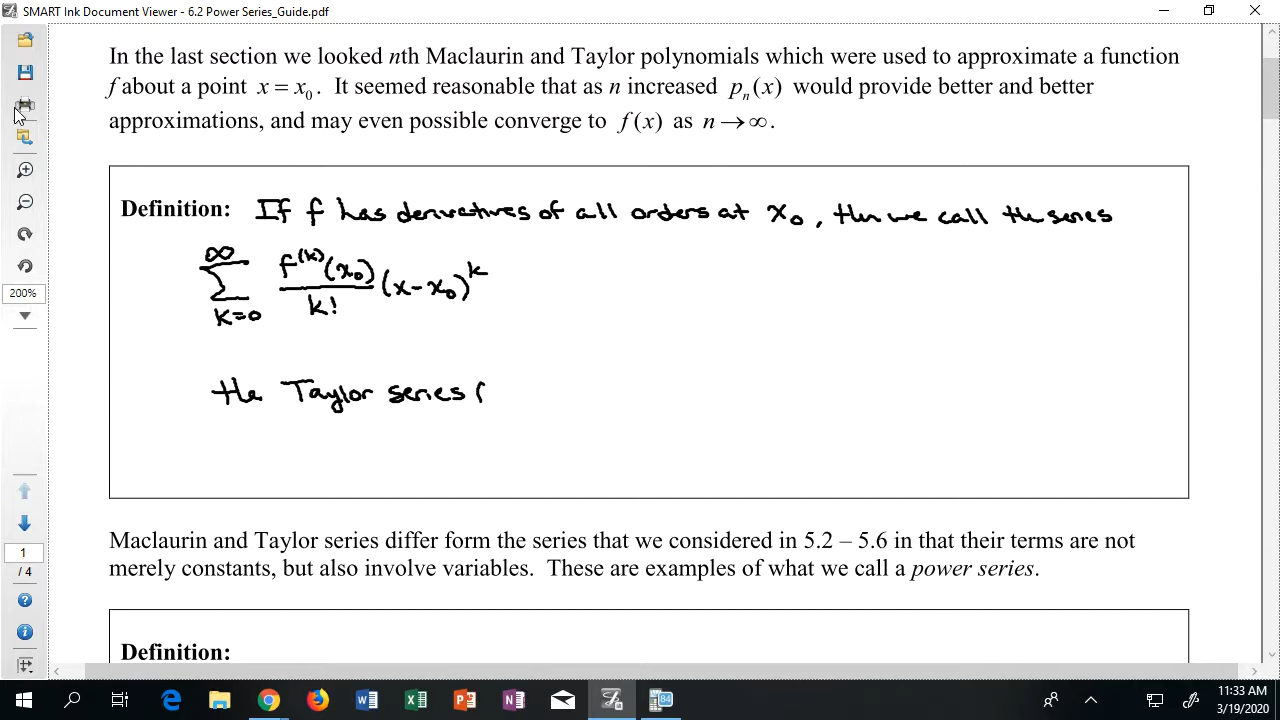 SMART Ink Document Viewer - 6.2 Power Series_Guide.pdf
In the last section we looked nth Maclaurin and Taylor polynomials which were used to approximate a function
f about a point x = x₀. It seemed reasonable that as n increased pₙ(x) would provide better and better
approximations, and may even possible converge to f(x) as n → ∞.
Definition: If f has derivatives of all orders at x₀, then we call the series
∞
∑ f⁽ᵏ⁾(x₀)/k! (x-x₀)ᵏ
k=0
the Taylor series (
200%
1
/ 4
Maclaurin and Taylor series differ form the series that we considered in 5.2 – 5.6 in that their terms are not
merely constants, but also involve variables. These are examples of what we call a power series.
Definition:
84
11:33 AM
3/19/2020